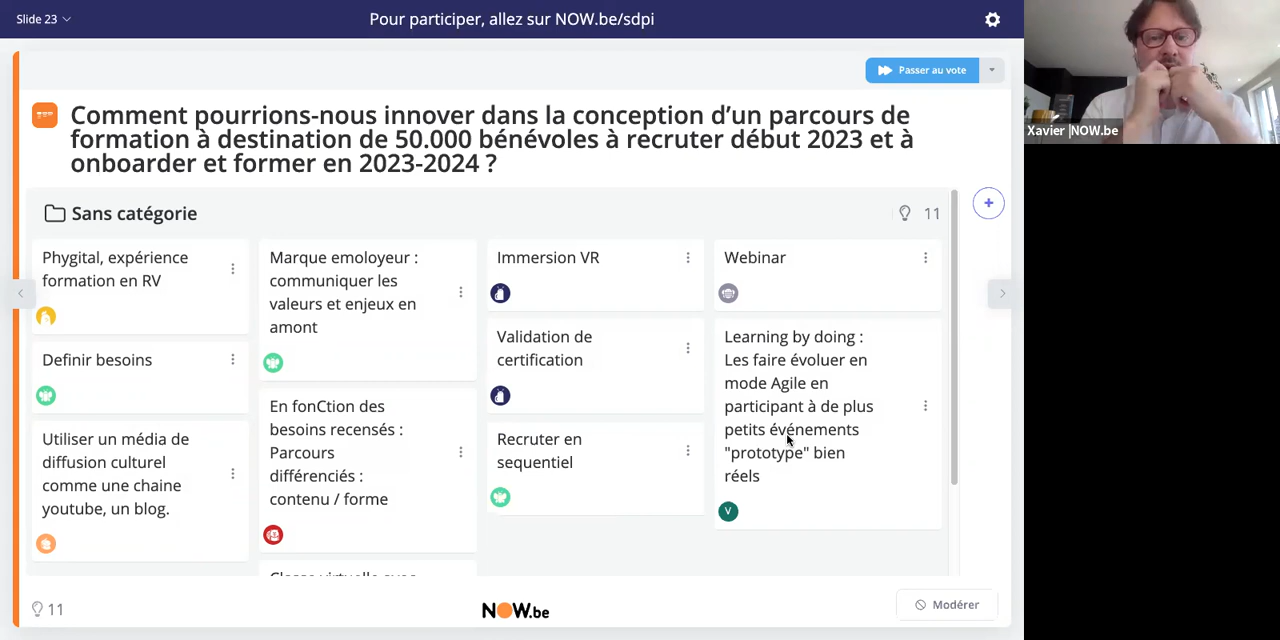 Slide 23
Pour participer, allez sur NOW.be/sdpi
Passer au vote
Comment pourrions-nous innover dans la conception d’un parcours de
formation à destination de 50.000 bénévoles à recruter début 2023 et à
onboarder et former en 2023-2024 ?
Xavier |NOW.be
Sans catégorie
11
Phygital, expérience
formation en RV
Definir besoins
Utiliser un média de
diffusion culturel
comme une chaine
youtube, un blog.
Marque emoloyeur :
communiquer les
valeurs et enjeux en
amont
En fonCtion des
besoins recensés :
Parcours
différenciés :
contenu / forme
Immersion VR
Validation de
certification
Recruter en
sequentiel
Webinar
Learning by doing :
Les faire évoluer en
mode Agile en
participant à de plus
petits événements
"prototype" bien
réels
V
11
NOW.be
Modérer